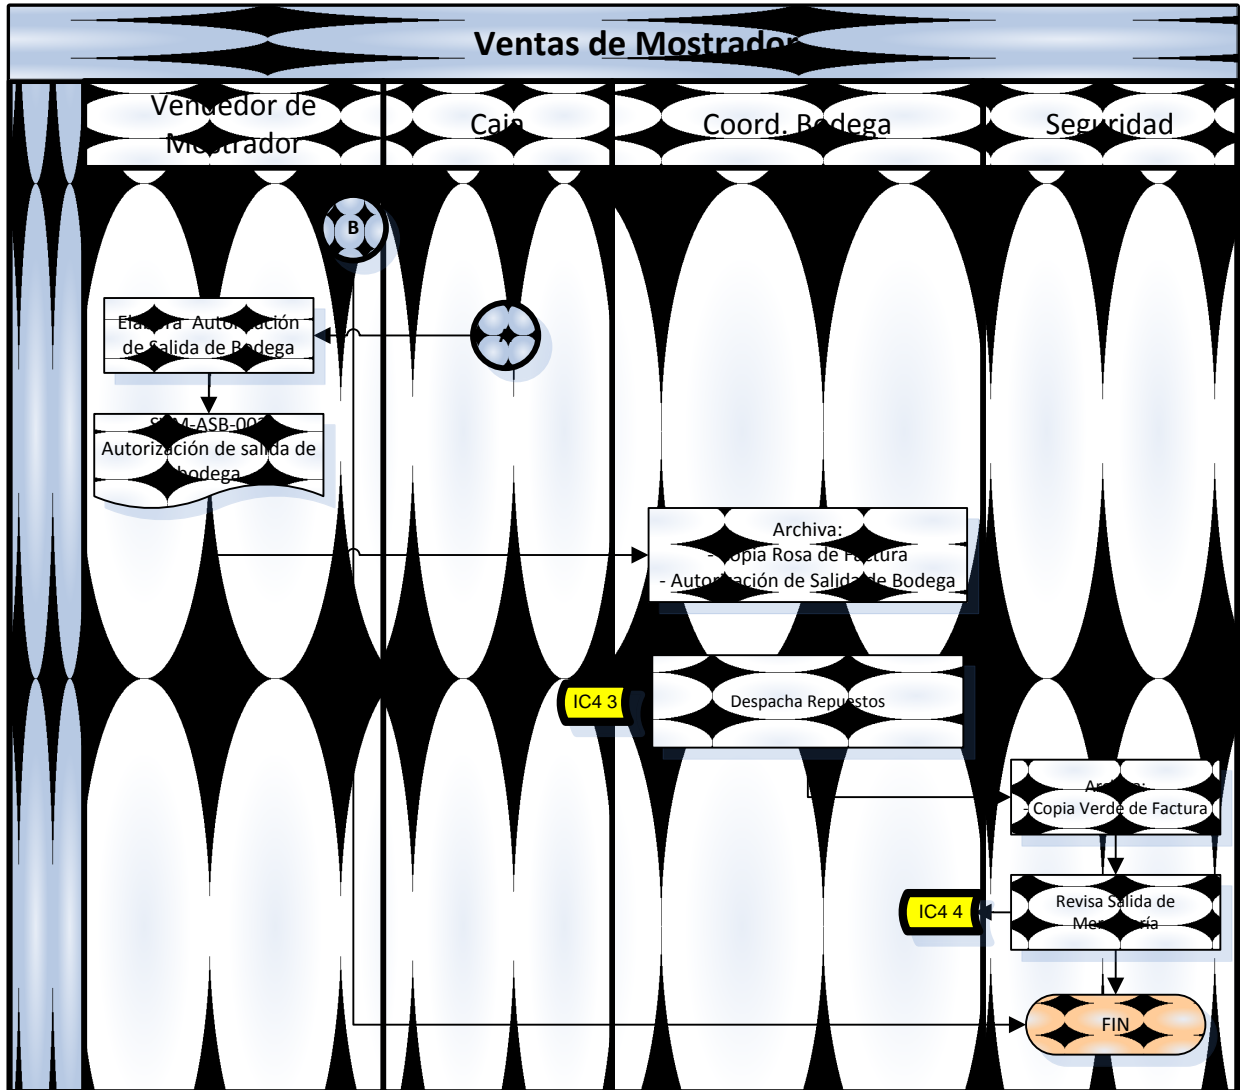 Ventas de Mostrador
Vendedor de
Mostrador
Caja
Coord. Bodega
Seguridad
B
Elabora Autorización
de Salida de Bodega
Autorización de salida de
bodega
Archiva:
- Copia Rosa de Factura
- Autorización de Salida de Bodega
IC4 3
Despacha Repuestos
Archiva:
- Copia Verde de Factura
IC4 4
Revisa Salida de
Mercadería
FIN